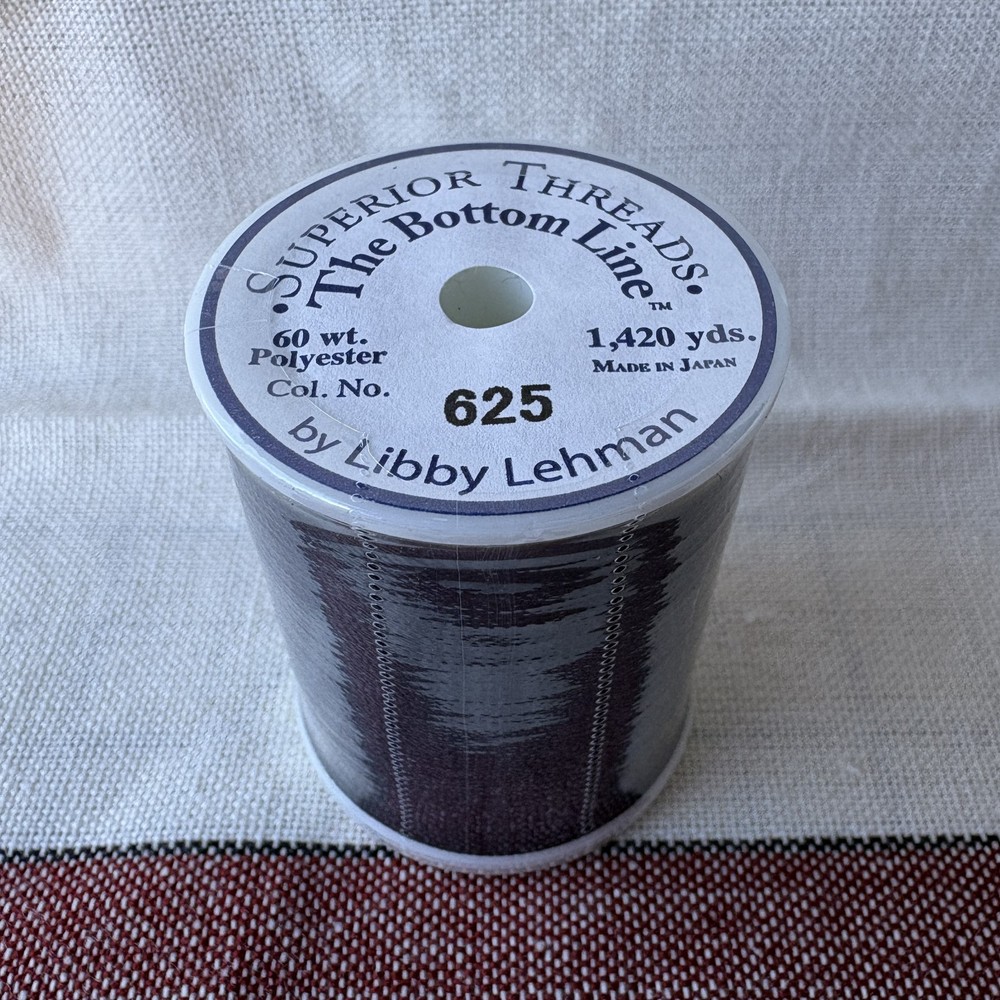 •SUPERIOR THREADS•
The Bottom Line™
60 wt.
Polyester
Col. No.
1,420 yds.
MADE IN JAPAN
625
by Libby Lehman